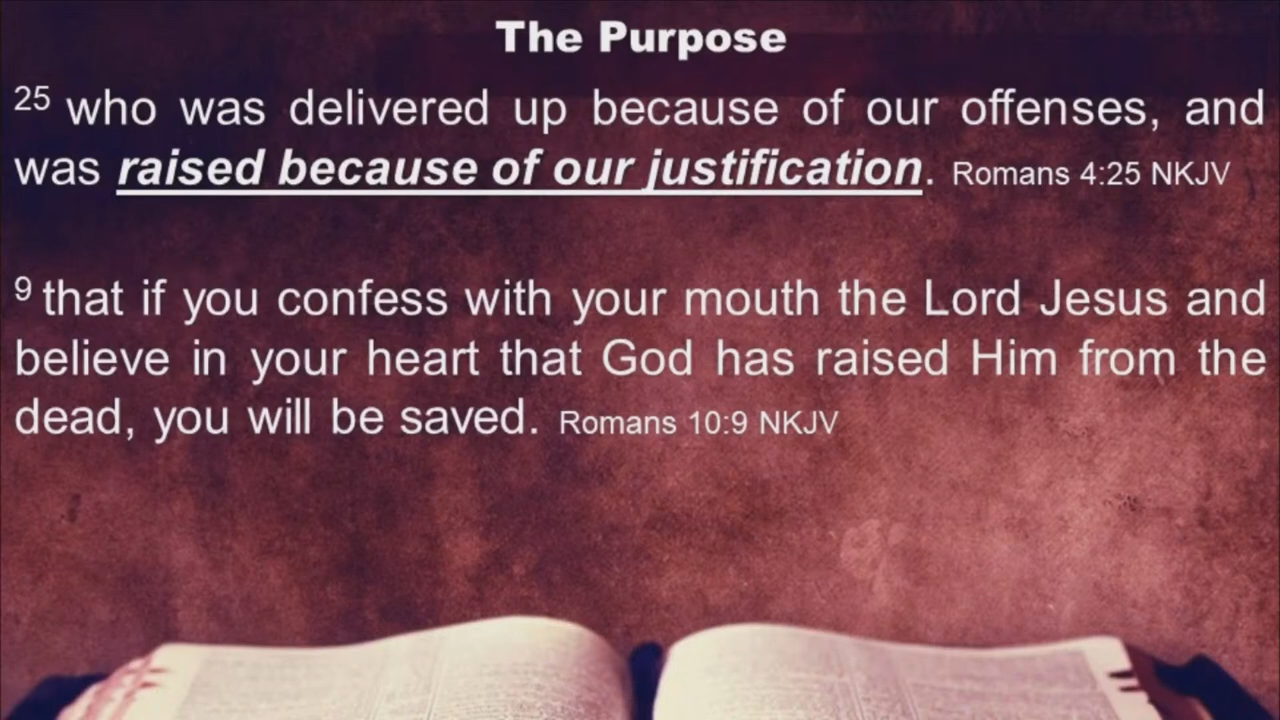 The Purpose
25 who was delivered up because of our offenses, and
was raised because of our justification. Romans 4:25 NKJV
9 that if you confess with your mouth the Lord Jesus and
believe in your heart that God has raised Him from the
dead, you will be saved. Romans 10:9 NKJV